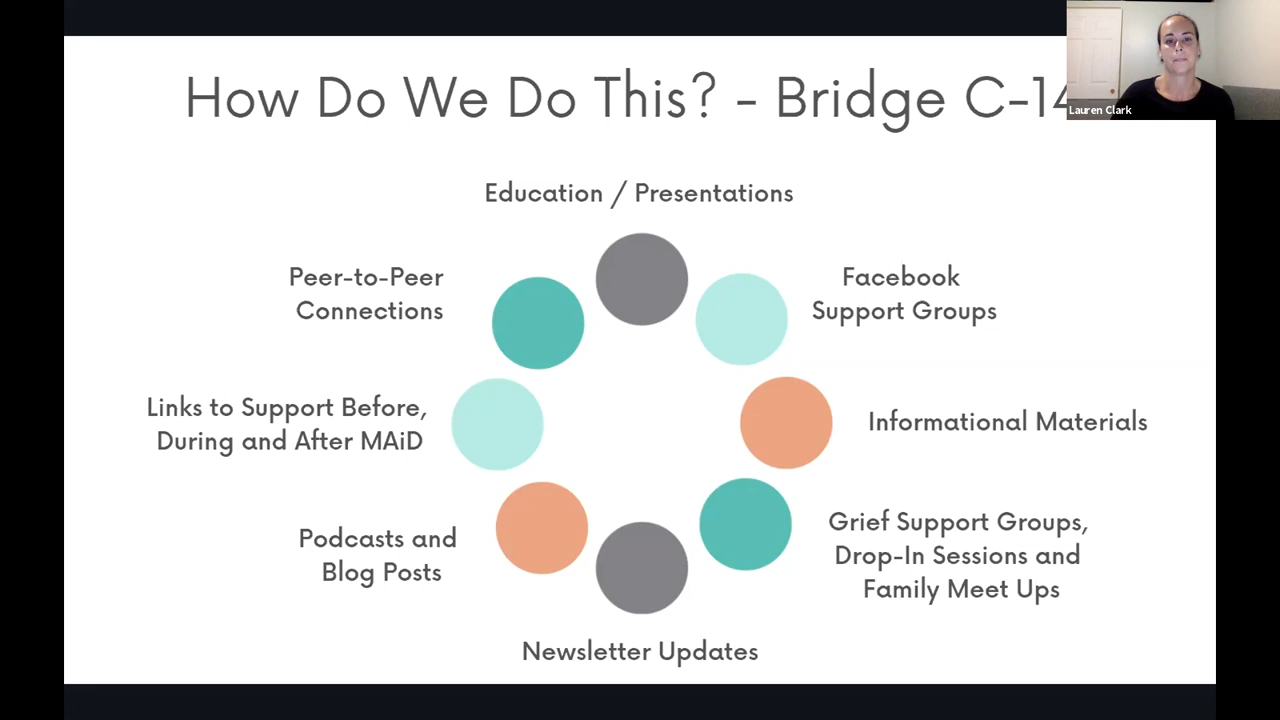 How Do We Do This? - Bridge C-14
Lauren Clark
Education / Presentations
Peer-to-Peer
Connections
Facebook
Support Groups
Links to Support Before,
During and After MAiD
Informational Materials
Podcasts and
Blog Posts
Grief Support Groups,
Drop-In Sessions and
Family Meet Ups
Newsletter Updates